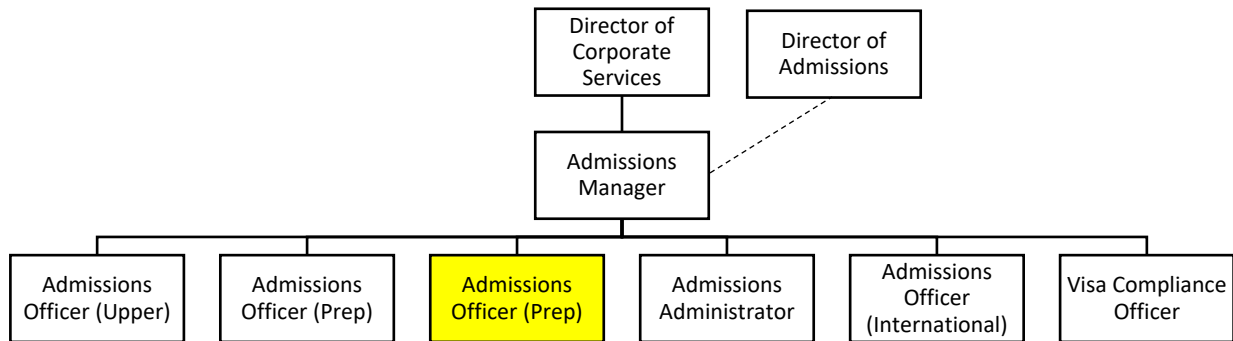 Director of
Corporate
Services
Director of
Admissions
Admissions
Manager
Admissions
Officer (Upper)
Admissions
Officer (Prep)
Admissions
Officer (Prep)
Admissions
Administrator
Admissions
Officer
(International)
Visa Compliance
Officer